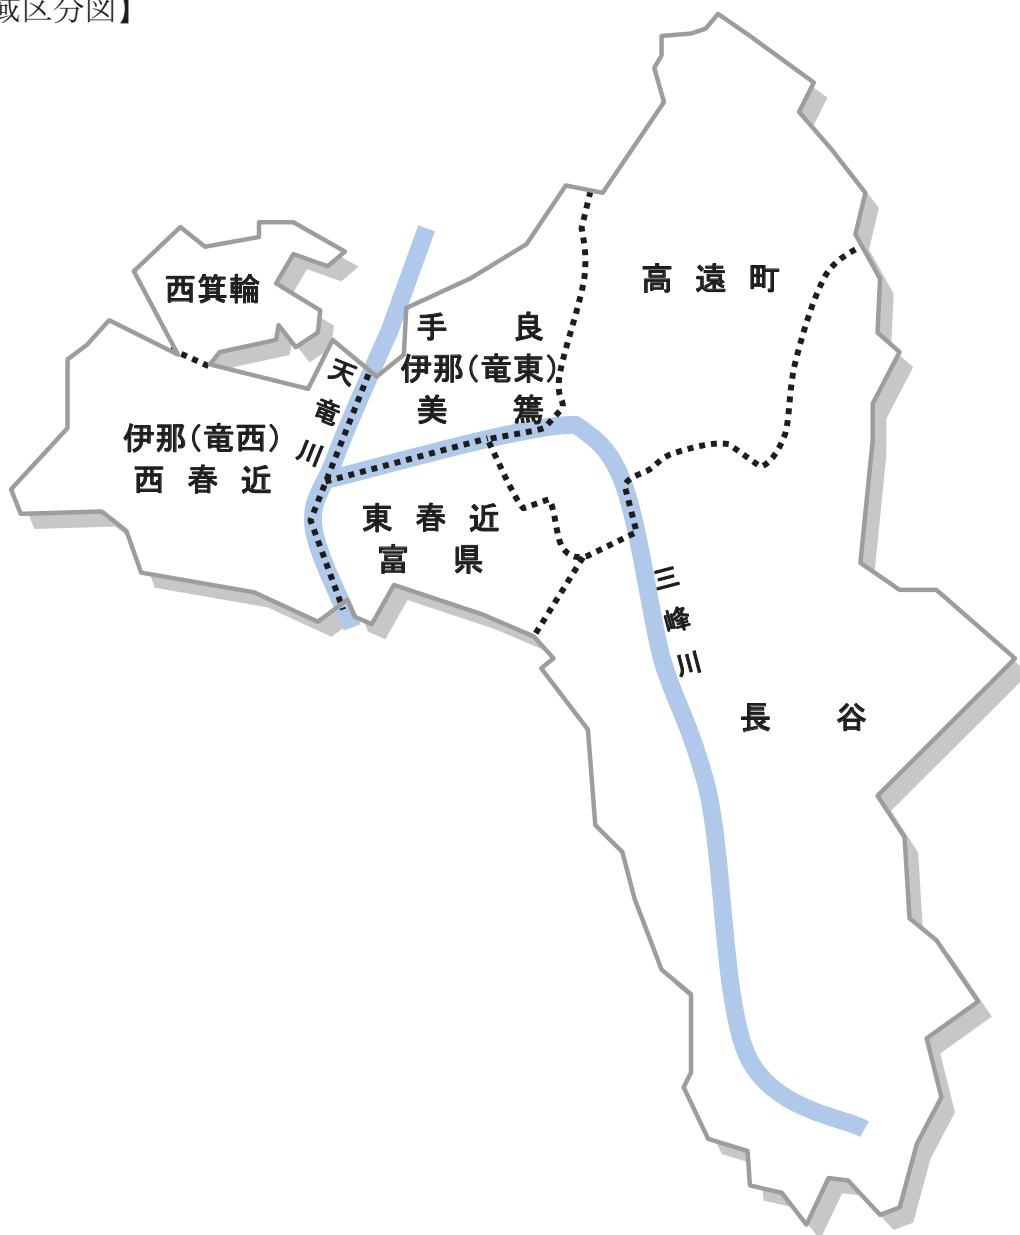 域区分図】
高遠町
西箕輪
手良
伊那（竜東）
美篶
天竜川
伊那（竜西）
西春近
東春近
富県
三峰川
長谷